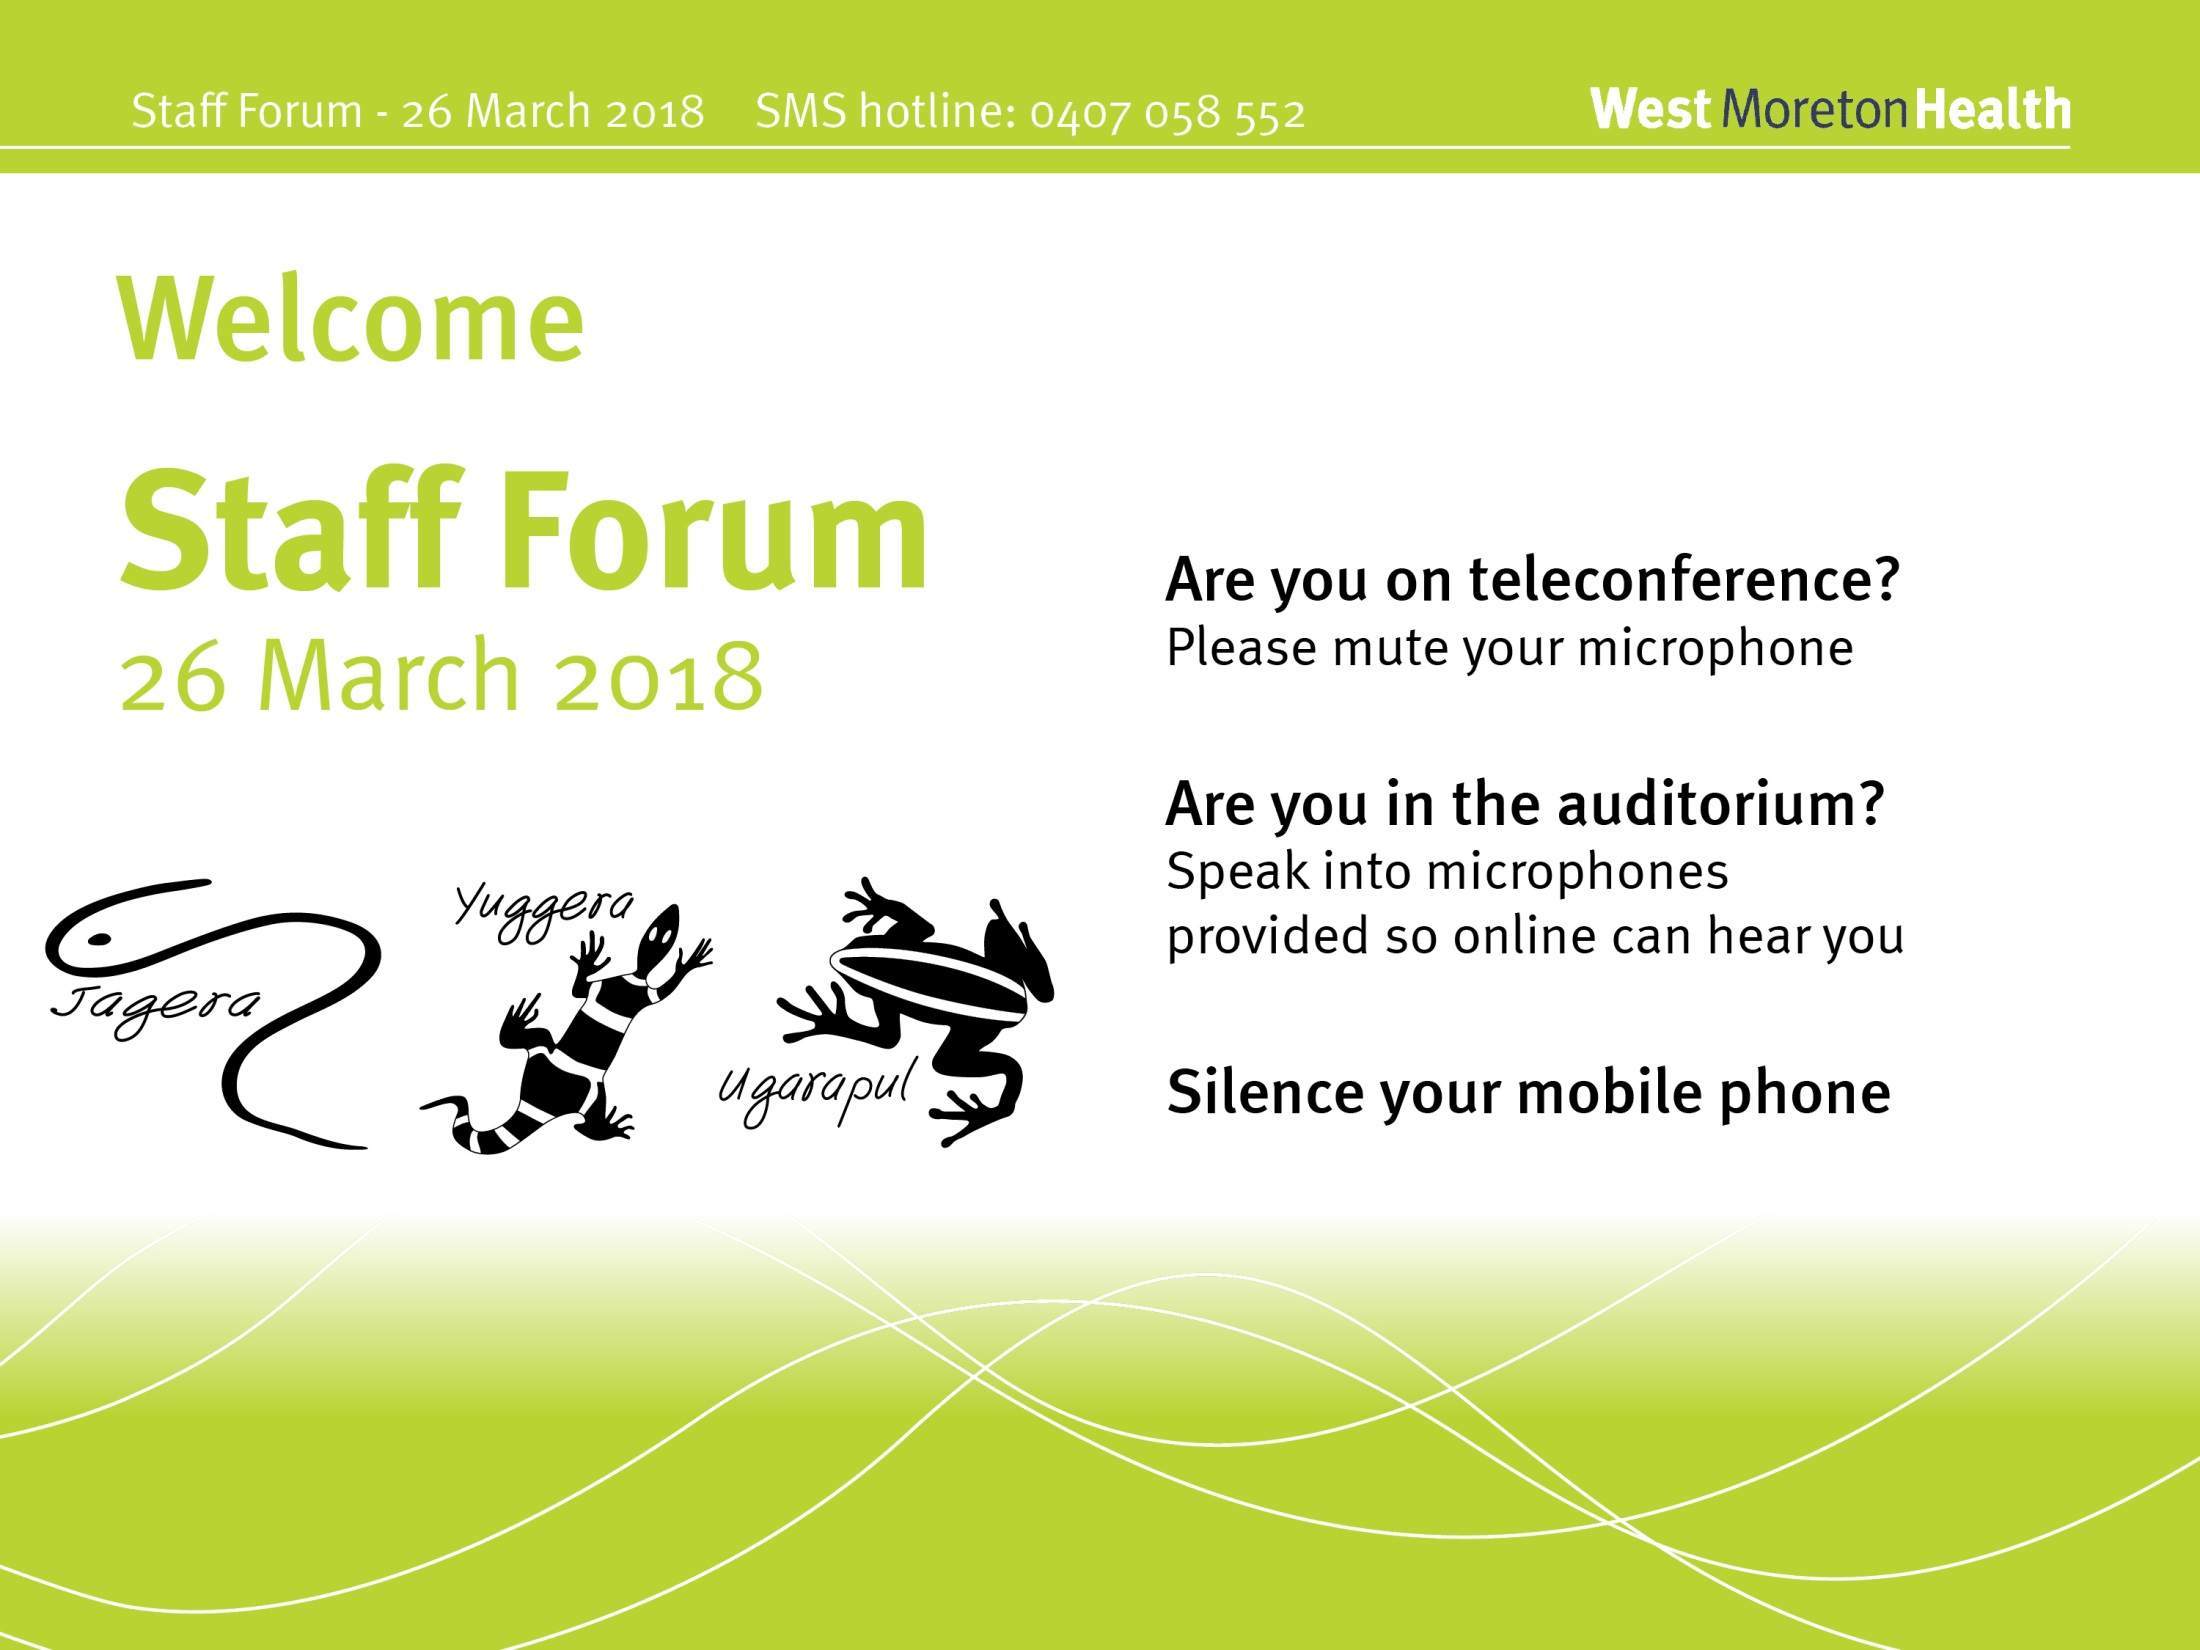 Staff Forum - 26 March 2018 SMS hotline: 0407 058 552
West Moreton Health
Welcome
Staff Forum
26 March 2018
Are you on teleconference?
Please mute your microphone
Are you in the auditorium?
Speak into microphones
provided so online can hear you
Silence your mobile phone
Jagera
Yuggera
Ugarapul